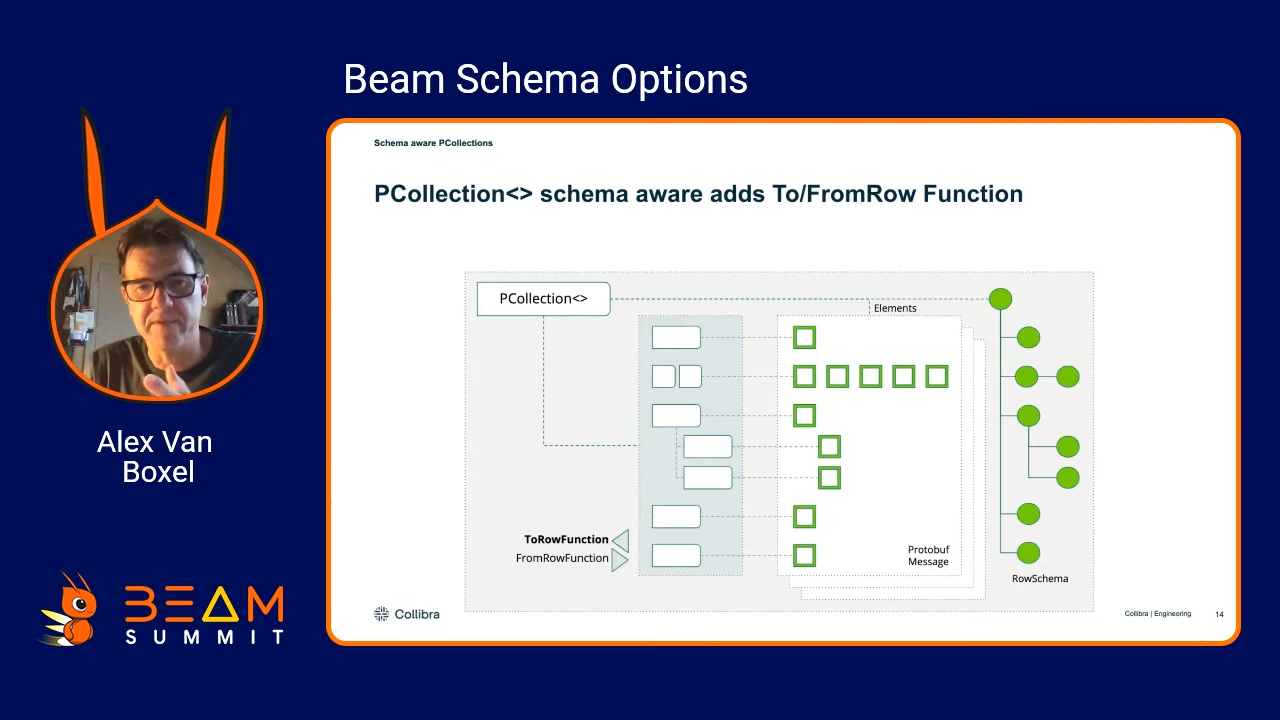 Beam Schema Options
Schema aware PCollections
PCollection<> schema aware adds To/FromRow Function
PCollection<>
Elements
ToRowFunction
FromRowFunction
Protobuf
Message
RowSchema
Collibra
Collibra | Engineering
14
Alex Van
Boxel
BEAM
SUMMIT